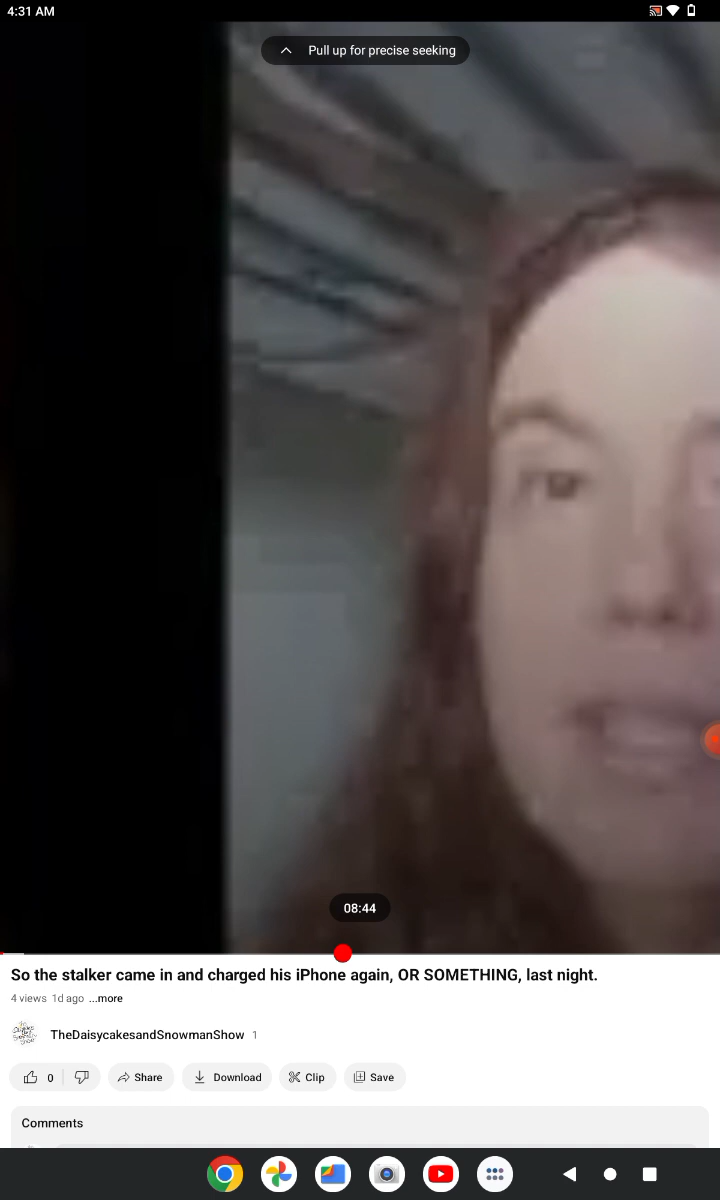 4:31 AM
Pull up for precise seeking
08:44
So the stalker came in and charged his iPhone again, OR SOMETHING, last night.
4 views 1d ago ...more
TheDaisycakesandSnowmanShow 1
0 Share Download Clip Save
Comments